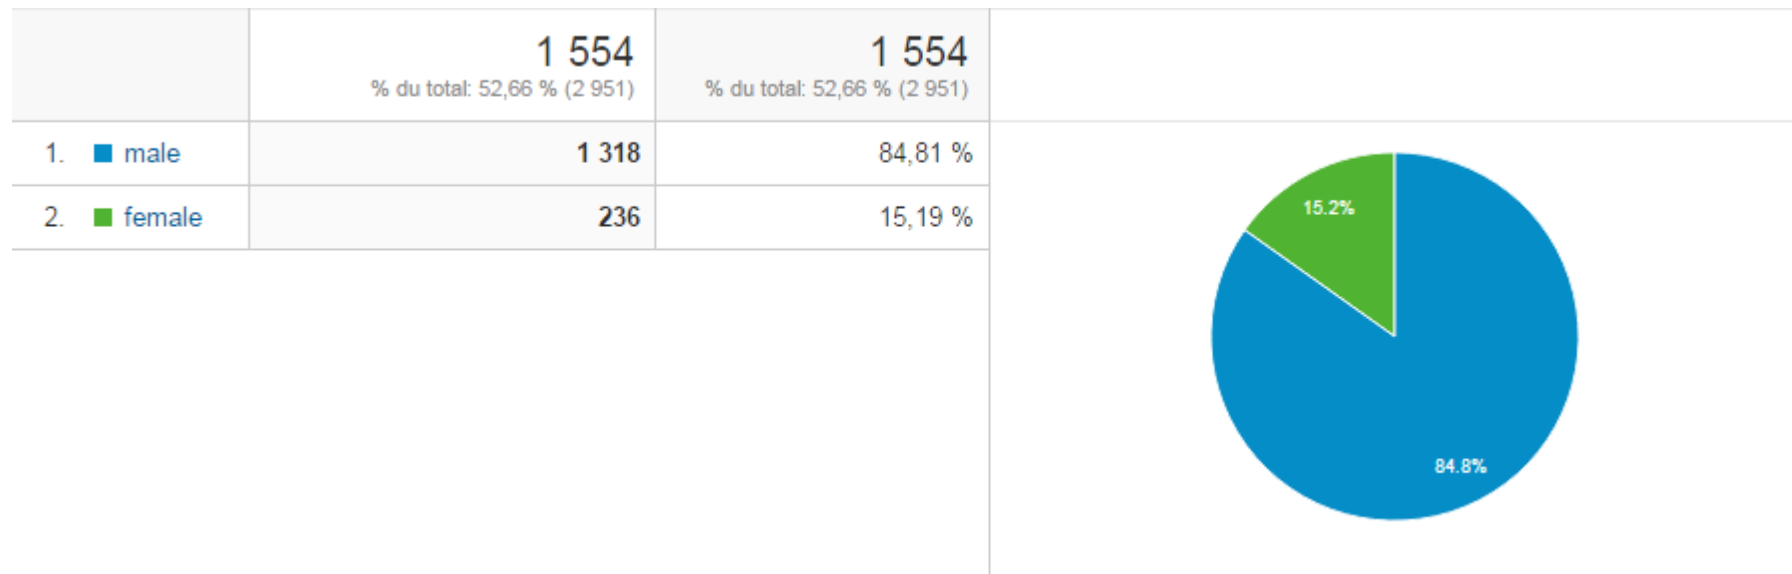 1 554 1 554
% du total: 52,66 % (2 951) % du total: 52,66 % (2 951)
1. male 1 318 84,81 %
2. female 236 15,19 %
15.2%
84.8%